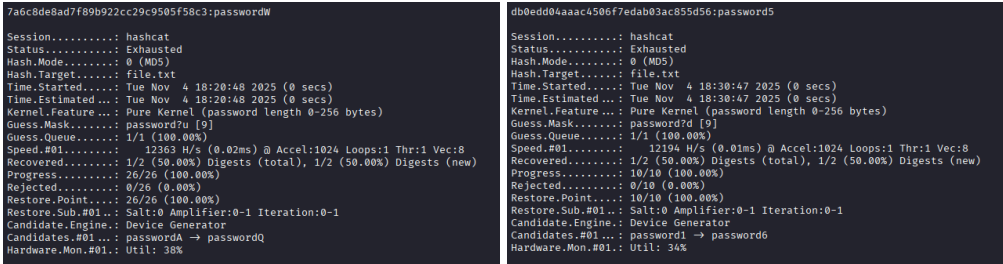 7a6c8de8ad7f89b922cc29c9505f58c3:passwordW
Session..........: hashcat
Status...........: Exhausted
Hash.Mode........: 0 (MD5)
Hash.Target......: file.txt
Time.Started.....: Tue Nov  4 18:20:48 2025 (0 secs)
Time.Estimated...: Tue Nov  4 18:20:48 2025 (0 secs)
Kernel.Feature...: Pure Kernel (password length 0-256 bytes)
Guess.Mask.......: password?u [9]
Guess.Queue......: 1/1 (100.00%)
Speed.#01........:    12363 H/s (0.02ms) @ Accel:1024 Loops:1 Thr:1 Vec:8
Recovered........: 1/2 (50.00%) Digests (total), 1/2 (50.00%) Digests (new)
Progress.........: 26/26 (100.00%)
Rejected.........: 0/26 (0.00%)
Restore.Point....: 26/26 (100.00%)
Restore.Sub.#01..: Salt:0 Amplifier:0-1 Iteration:0-1
Candidate.Engine.: Device Generator
Candidates.#01...: passwordA → passwordQ
Hardware.Mon.#01.: Util: 38%
db0edd04aaac4506f7edab03ac855d56:password5
Session..........: hashcat
Status...........: Exhausted
Hash.Mode........: 0 (MD5)
Hash.Target......: file.txt
Time.Started.....: Tue Nov  4 18:30:47 2025 (0 secs)
Time.Estimated...: Tue Nov  4 18:30:47 2025 (0 secs)
Kernel.Feature...: Pure Kernel (password length 0-256 bytes)
Guess.Mask.......: password?d [9]
Guess.Queue......: 1/1 (100.00%)
Speed.#01........:    12194 H/s (0.01ms) @ Accel:1024 Loops:1 Thr:1 Vec:8
Recovered........: 1/2 (50.00%) Digests (total), 1/2 (50.00%) Digests (new)
Progress.........: 10/10 (100.00%)
Rejected.........: 0/10 (0.00%)
Restore.Point....: 10/10 (100.00%)
Restore.Sub.#01..: Salt:0 Amplifier:0-1 Iteration:0-1
Candidate.Engine.: Device Generator
Candidates.#01...: password1 → password6
Hardware.Mon.#01.: Util: 34%